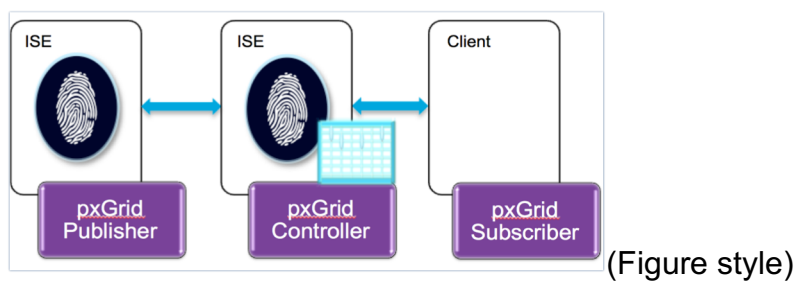 ISE
ISE
Client
pxGrid
Publisher
pxGrid
Controller
pxGrid
Subscriber
(Figure style)